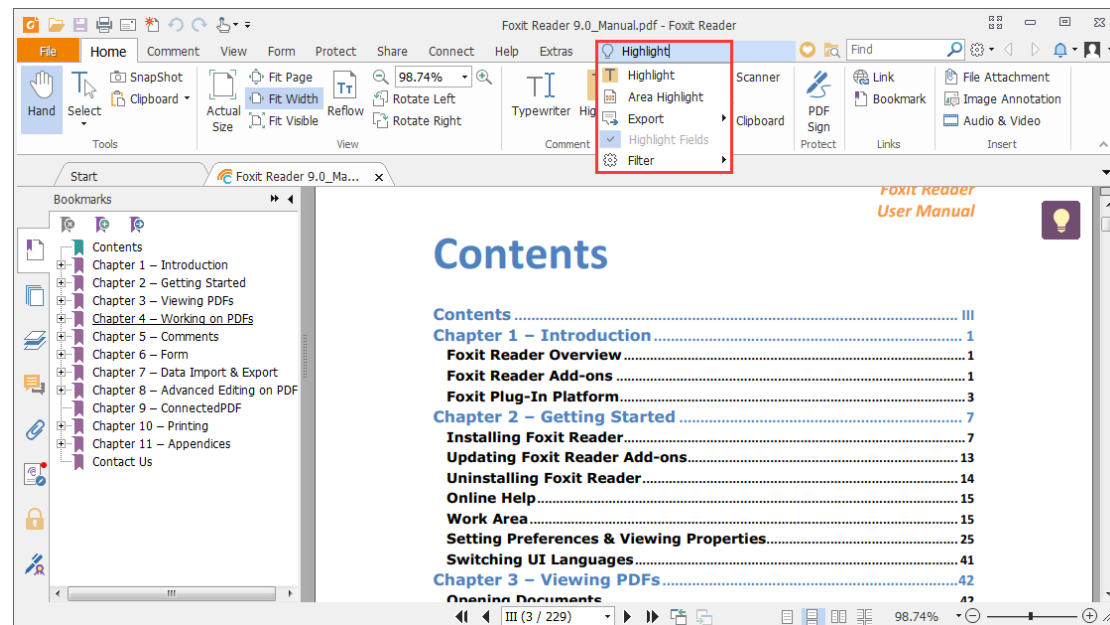 Foxit Reader 9.0_Manual.pdf - Foxit Reader
File Home Comment View Form Protect Share Connect Help Extras Highlight Find
Hand
Select
SnapShot
Clipboard
Tools
Actual Size
Fit Page
Fit Width
Fit Visible
Reflow
98.74%
Rotate Left
Rotate Right
View
Typewriter
Hig
Comment
Highlight
Area Highlight
Export
Highlight Fields
Filter
Scanner
Clipboard
PDF Sign
Protect
Link
Bookmark
Links
File Attachment
Image Annotation
Audio & Video
Insert
Start
Foxit Reader 9.0_Ma...
Bookmarks
Contents
Chapter 1 – Introduction
Chapter 2 – Getting Started
Chapter 3 – Viewing PDFs
Chapter 4 – Working on PDFs
Chapter 5 – Comments
Chapter 6 – Form
Chapter 7 – Data Import & Export
Chapter 8 – Advanced Editing on PDF
Chapter 9 – ConnectedPDF
Chapter 10 – Printing
Chapter 11 – Appendices
Contact Us
Foxit Reader
User Manual
Contents
Contents III
Chapter 1 – Introduction 1
Foxit Reader Overview 1
Foxit Reader Add-ons 1
Foxit Plug-In Platform 3
Chapter 2 – Getting Started 7
Installing Foxit Reader 7
Updating Foxit Reader Add-ons 13
Uninstalling Foxit Reader 14
Online Help 15
Work Area 15
Setting Preferences & Viewing Properties 25
Switching UI Languages 41
Chapter 3 – Viewing PDFs 42
Opening Documents 42
III (3 / 229)
98.74%